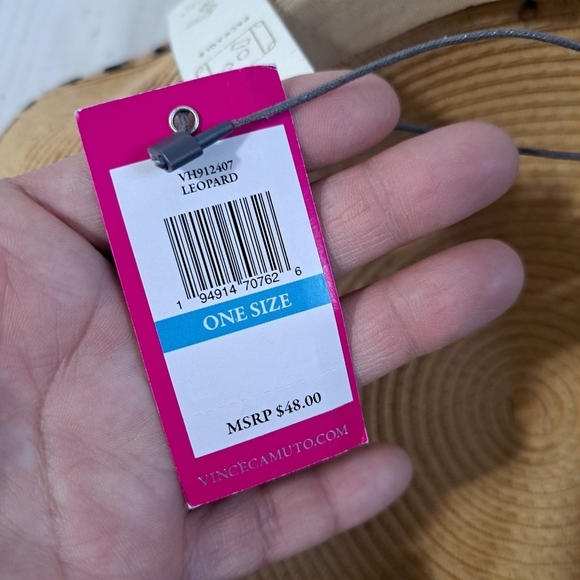 VH912407
LEOPARD
1 94914 70762 6
ONE SIZE
MSRP $48.00
VINCECAMUTO.COM